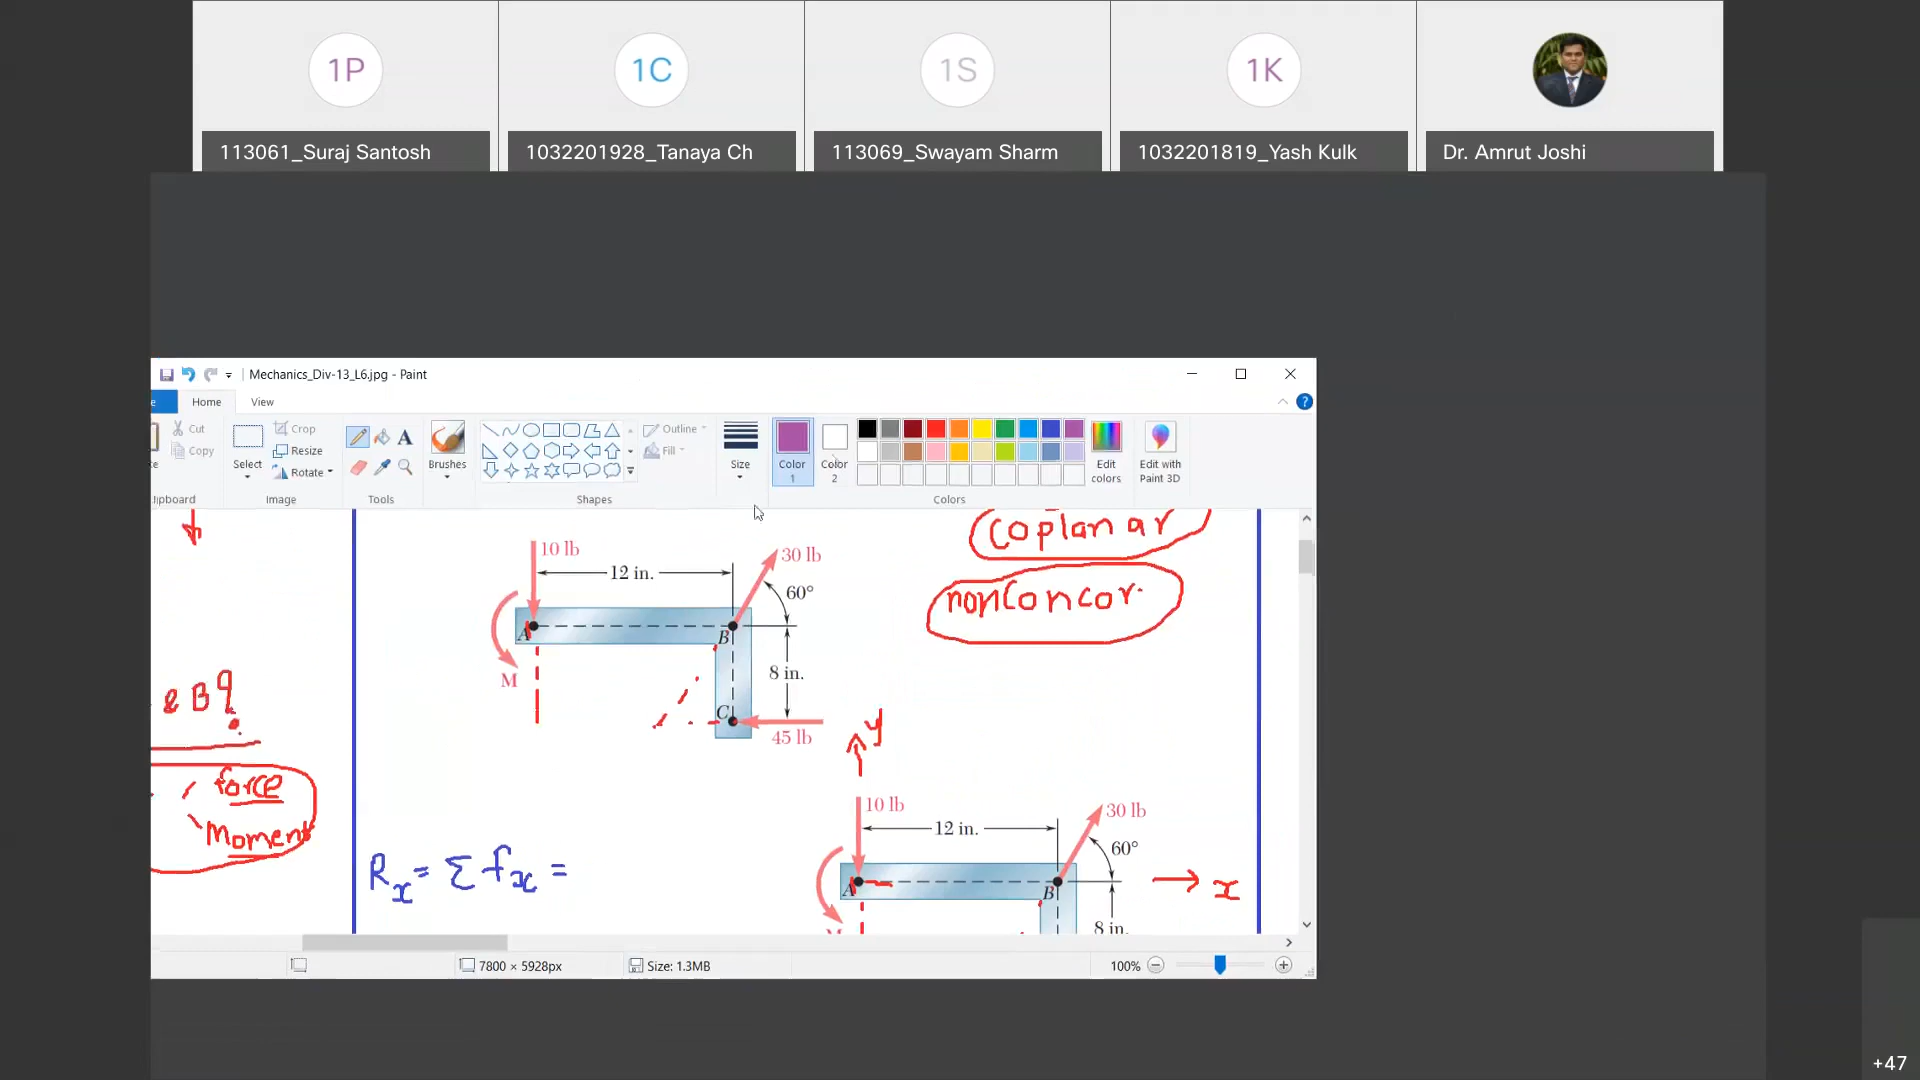 1P
1C
1S
1K
113061_Suraj Santosh
1032201928_Tanaya Ch
113069_Swayam Sharm
1032201819_Yash Kulk
Dr. Amrut Joshi
Mechanics_Div-13_L6.jpg - Paint
Home
View
Cut
Copy
Crop
Resize
Rotate
Select
A
Brushes
Outline
Fill
Size
Color 1
Color 2
Edit colors
Edit with Paint 3D
Image
Tools
Shapes
Colors
coplanar
nonConcor.
10 lb
12 in.
30 lb
60°
A
B
M
8 in.
C
45 lb
& B?
force
Moment
y
10 lb
12 in.
30 lb
60°
A
B
x
8 in.
Rx = Σ fx =
7800 × 5928px
Size: 1.3MB
100%
+47